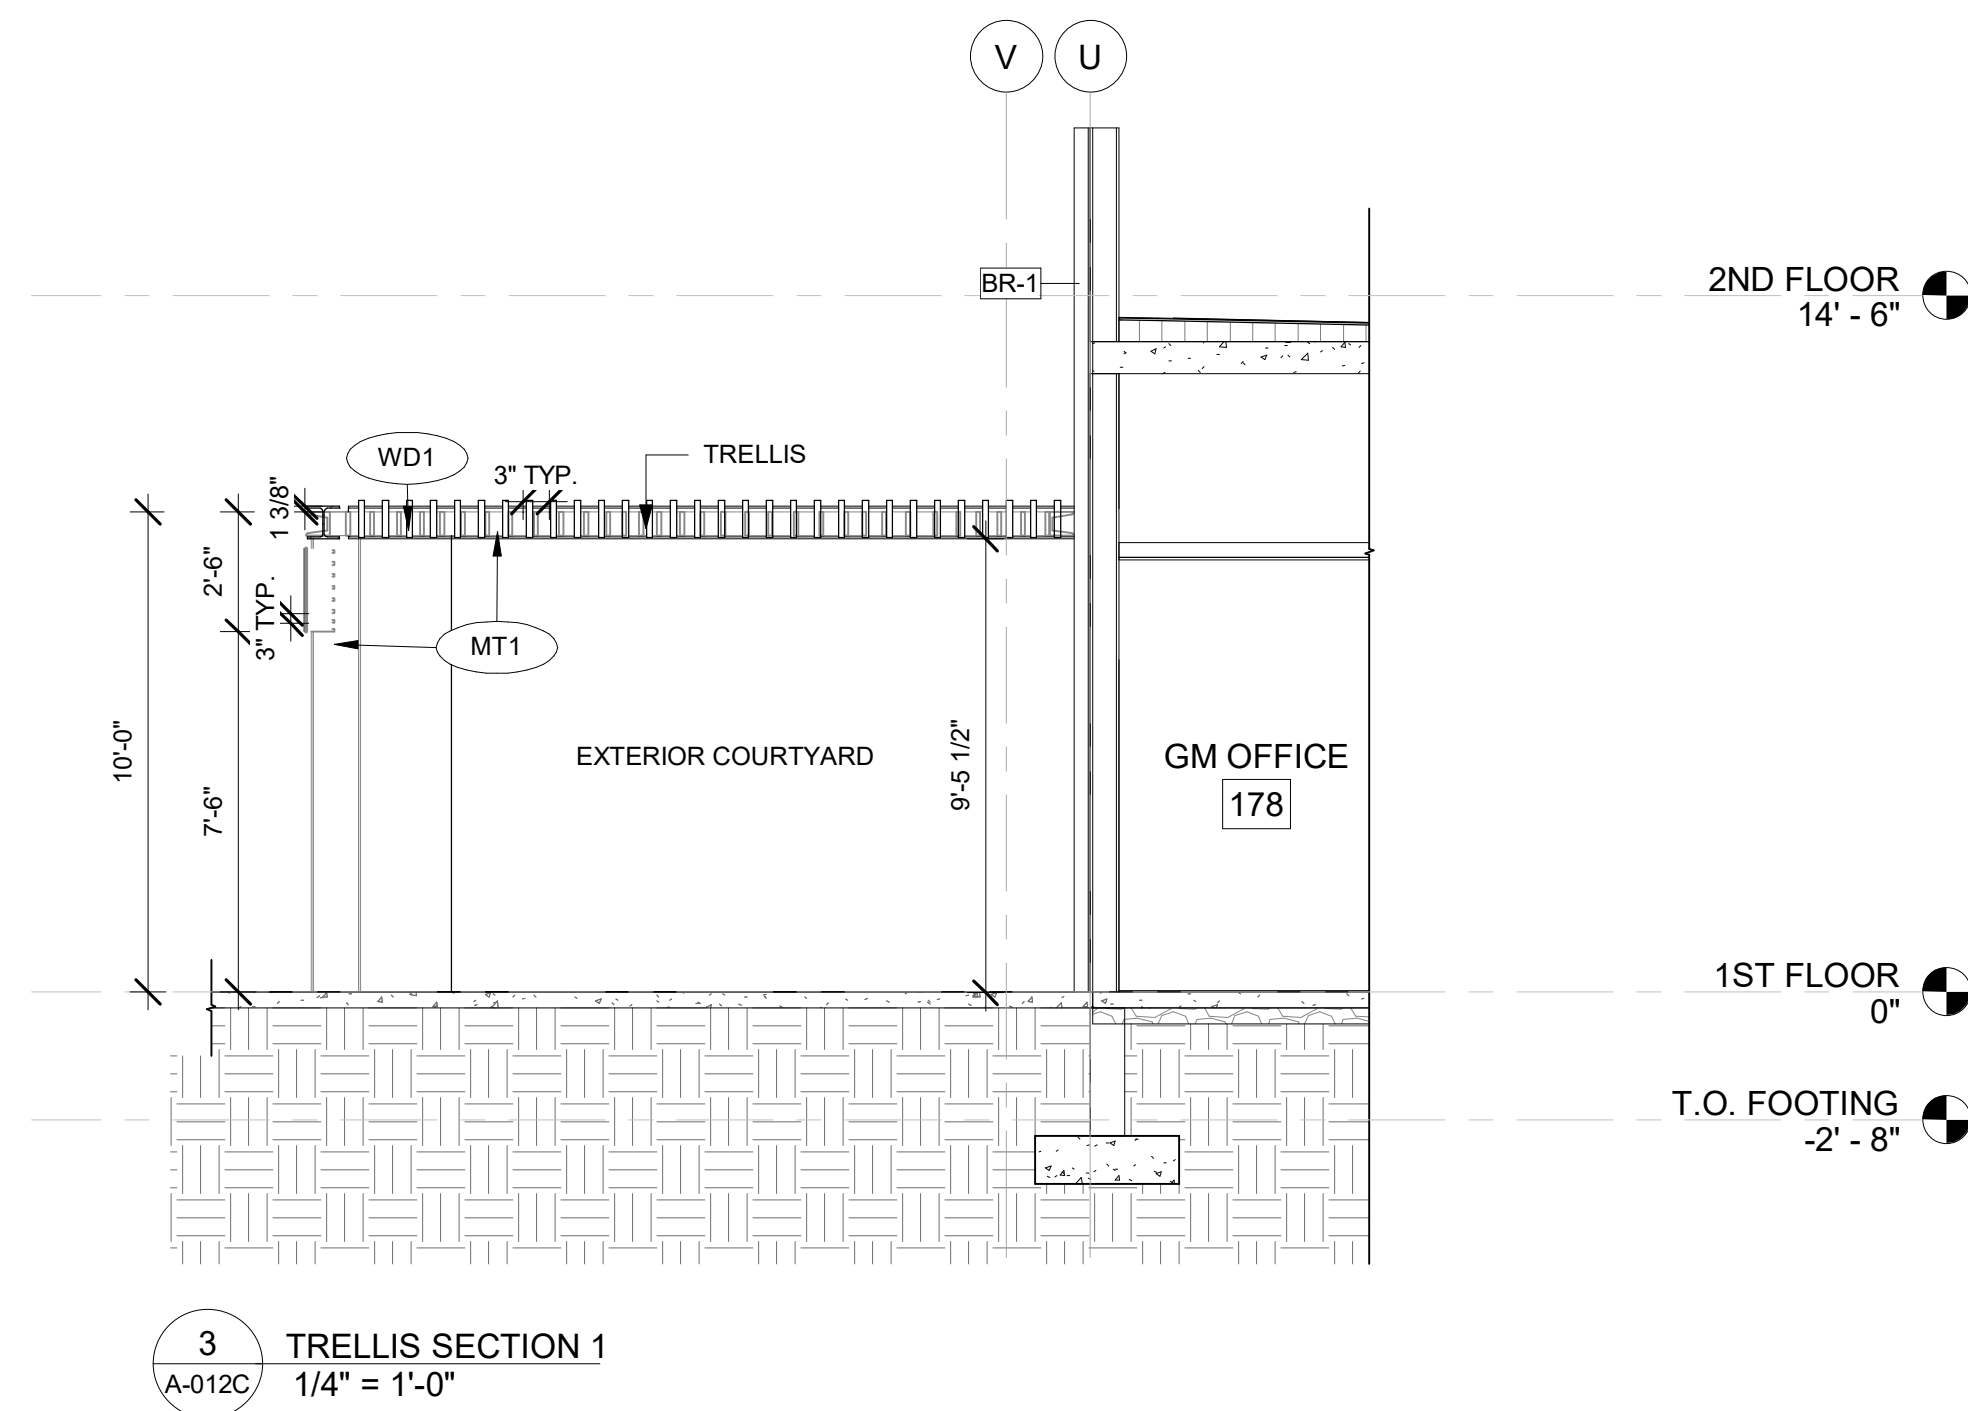 V U
BR-1
2ND FLOOR
14' - 6"
WD1
3" TYP.
TRELLIS
1 3/8"
2'-6"
3" TYP.
MT1
10'-0"
7'-6"
EXTERIOR COURTYARD
9'-5 1/2"
GM OFFICE
178
1ST FLOOR
0"
T.O. FOOTING
-2' - 8"
3
A-012C
TRELLIS SECTION 1
1/4" = 1'-0"